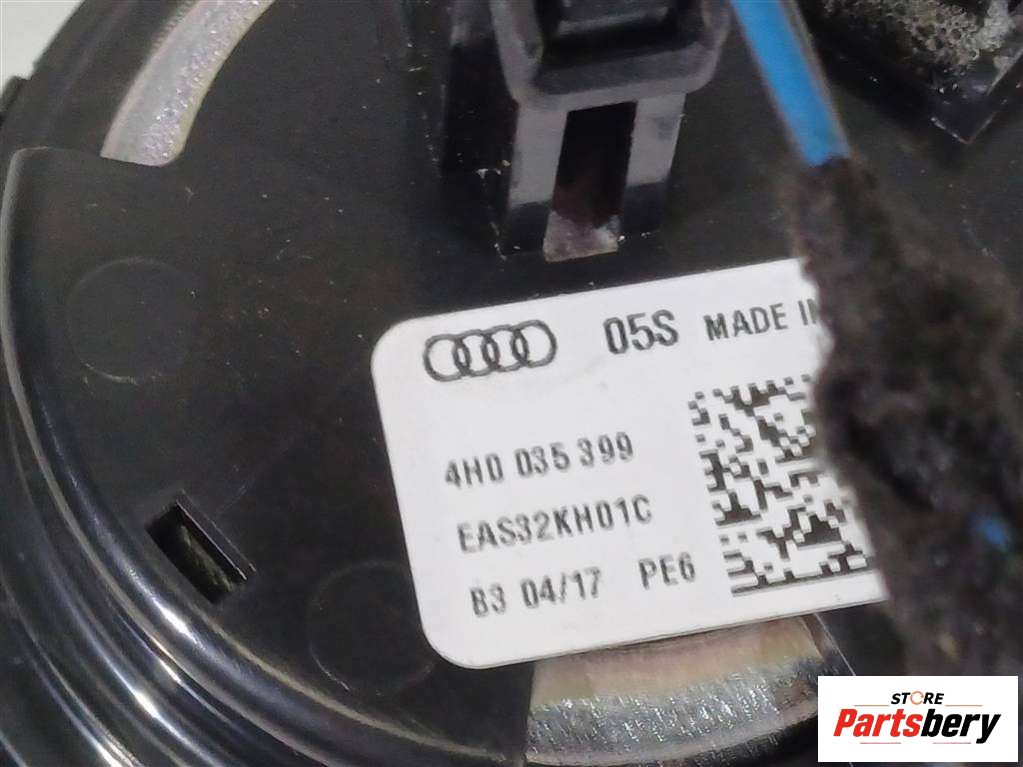 05S MADE IN
4H0 035 399
EAS32KH01C
B3 04/17 PE6
STORE
Partsbery